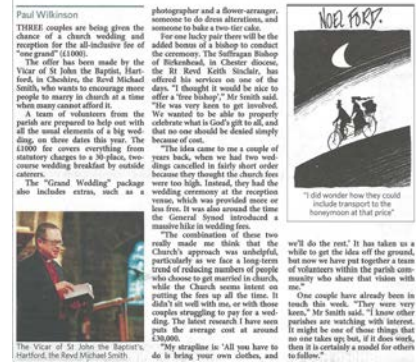 Paul Wilkinson
THREE couples are being given the
chance of a church wedding and
reception for the all-inclusive fee of
"one grand" (£1000).
The offer has been made by the
Vicar of St John the Baptist, Hart-
ford, in Cheshire, the Revd Michael
Smith, who wants to encourage more
people to marry in church at a time
when many cannot afford it.
A team of volunteers from the
parish are prepared to help out with
all the usual elements of a big wed-
ding, on three dates this year. The
£1000 fee covers everything from
statutory charges to a 30-place, two-
course wedding breakfast by outside
caterers.
The "Grand Wedding" package
also includes extras, such as a
The Vicar of St John the Baptist's,
Hartford, the Revd Michael Smith
photographer and a flower-arranger,
someone to do dress alterations, and
someone to bake a two-tier cake.
For one lucky pair there will be the
added bonus of a bishop to conduct
the ceremony. The Suffragan Bishop
of Birkenhead, in Chester diocese,
the Rt Revd Keith Sinclair, has
offered his services on one of the
days. "I thought it would be nice to
offer a 'free bishop'," Mr Smith said.
"He was very keen to get involved.
We wanted to be able to properly
celebrate what is God's gift to all, and
that no one should be denied simply
because of cost.
"The idea came to me a couple of
years back, when we had two wed-
dings cancelled in fairly short order
because they thought the church fees
were too high. Instead, they had the
wedding ceremony at the reception
venue, which was provided more or
less free. It was also around the time
the General Synod introduced a
massive hike in wedding fees.
"The combination of these two
really made me think that the
Church's approach was unhelpful,
particularly as we face a long-term
trend of reducing numbers of people
who choose to get married in church,
while the Church seems intent on
putting the fees up all the time. It
didn't sit well with me, or with those
couples struggling to pay for a wed-
ding. The latest research I have seen
puts the average cost at around
£30,000.
"My strapline is: 'All you have to
do is bring your own clothes, and
NOEL FORD.
"I did wonder how they could
include transport to the
honeymoon at that price"
we'll do the rest.' It has taken us a
while to get the idea off the ground,
but now we have put together a team
of volunteers within the parish com-
munity who share this vision with
me."
One couple have already been in
touch this week. "They were very
keen," Mr Smith said. "I know other
parishes are watching with interest.
It might be one of those things that
no one takes up; but, if it does work
then it is certainly a model for others
to follow."